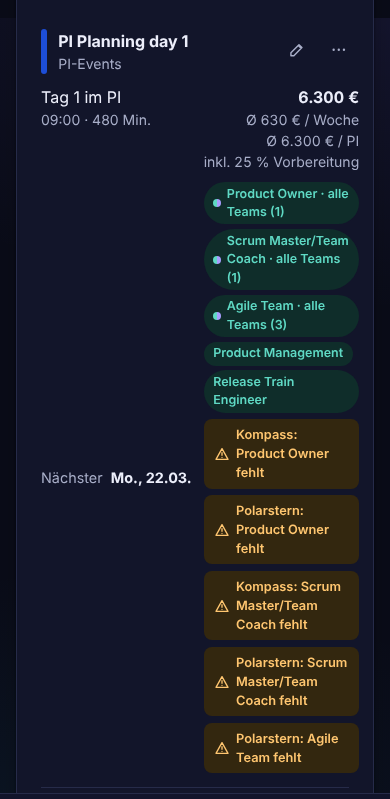 PI Planning day 1
PI-Events
Tag 1 im PI
6.300 €
09:00 · 480 Min.
Ø 630 € / Woche
Ø 6.300 € / PI
inkl. 25 % Vorbereitung
Product Owner · alle
Teams (1)
Scrum Master/Team
Coach · alle Teams
(1)
Agile Team · alle
Teams (3)
Product Management
Release Train
Engineer
Nächster Mo., 22.03.
Kompass:
Product Owner
fehlt
Polarstern:
Product Owner
fehlt
Kompass: Scrum
Master/Team
Coach fehlt
Polarstern: Scrum
Master/Team
Coach fehlt
Polarstern: Agile
Team fehlt